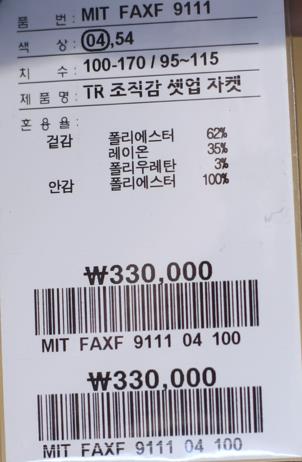 품 번 : MIT FAXF 9111
색 상 : 04,54
치 수 : 100-170 / 95~115
제 품 명 : TR 조직감 셋업 자켓
혼 용 율 :
겉감 폴리에스터 62%
레이온 35%
폴리우레탄 3%
안감 폴리에스터 100%
₩330,000
MIT FAXF 9111 04 100
₩330,000
MIT FAXF 9111 04 100